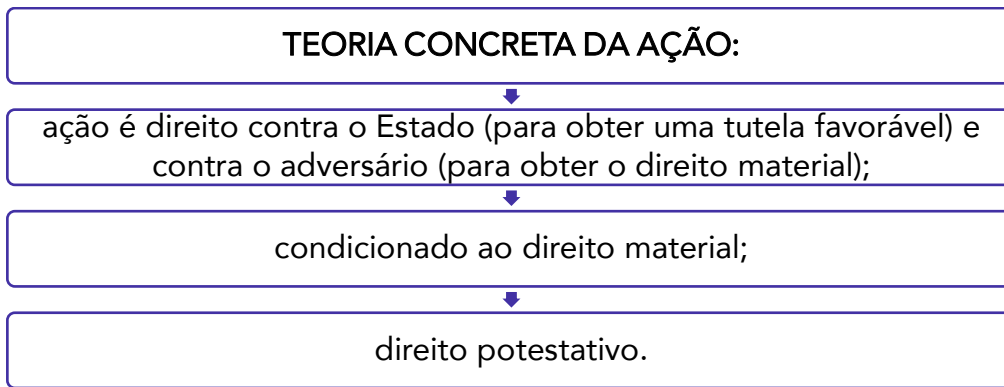 TEORIA CONCRETA DA AÇÃO:
ação é direito contra o Estado (para obter uma tutela favorável) e
contra o adversário (para obter o direito material);
condicionado ao direito material;
direito potestativo.